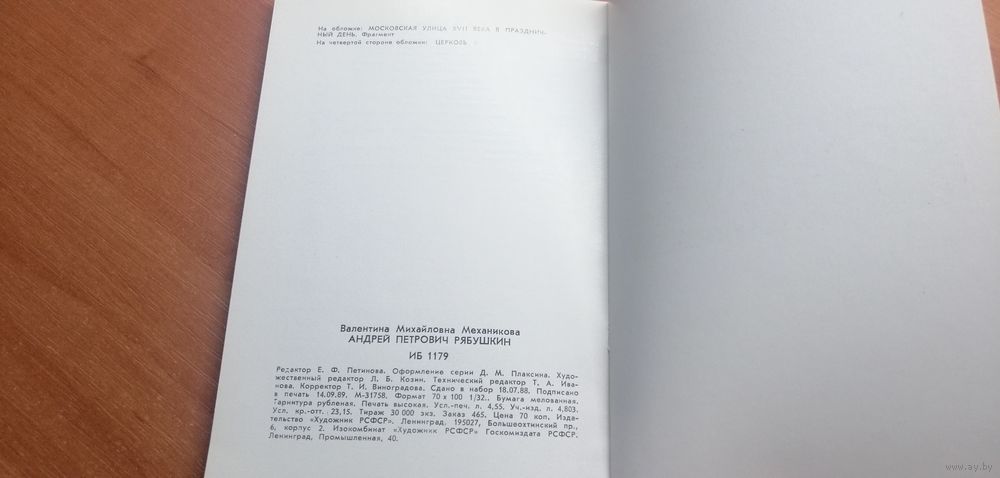 На обложке: МОСКОВСКАЯ УЛИЦА XVII ВЕКА В ПРАЗДНИЧ-
НЫЙ ДЕНЬ. Фрагмент
На четвертой стороне обложки: ЦЕРКОВЬ
Валентина Михайловна Механикова
АНДРЕЙ ПЕТРОВИЧ РЯБУШКИН
ИБ 1179
Редактор Е. Ф. Петинова. Оформление серии Д. М. Плаксина. Худо-
жественный редактор Л. Б. Козин. Технический редактор Т. А. Ива-
нова. Корректор Т. И. Виноградова. Сдано в набор 18.07.88. Подписано
в печать 14.09.89. М-31758. Формат 70 х 100 1/32. Бумага мелованная.
Гарнитура рубленая. Печать высокая. Усл.-печ. л. 4,55. Уч.-изд. л. 4,803.
Усл. кр.-отт. 23,15. Тираж 30 000 экз. Заказ 465. Цена 70 коп. Изда-
тельство «Художник РСФСР». Ленинград, 195027, Большеохтинский пр.,
6, корпус 2. Изокомбинат «Художник РСФСР» Госкомиздата РСФСР.
Ленинград, Промышленная, 40.
www.ay.by